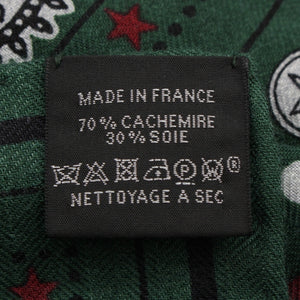 MADE IN FRANCE
70 % CACHEMIRE
30 % SOIE
P W ®
NETTOYAGE A SEC